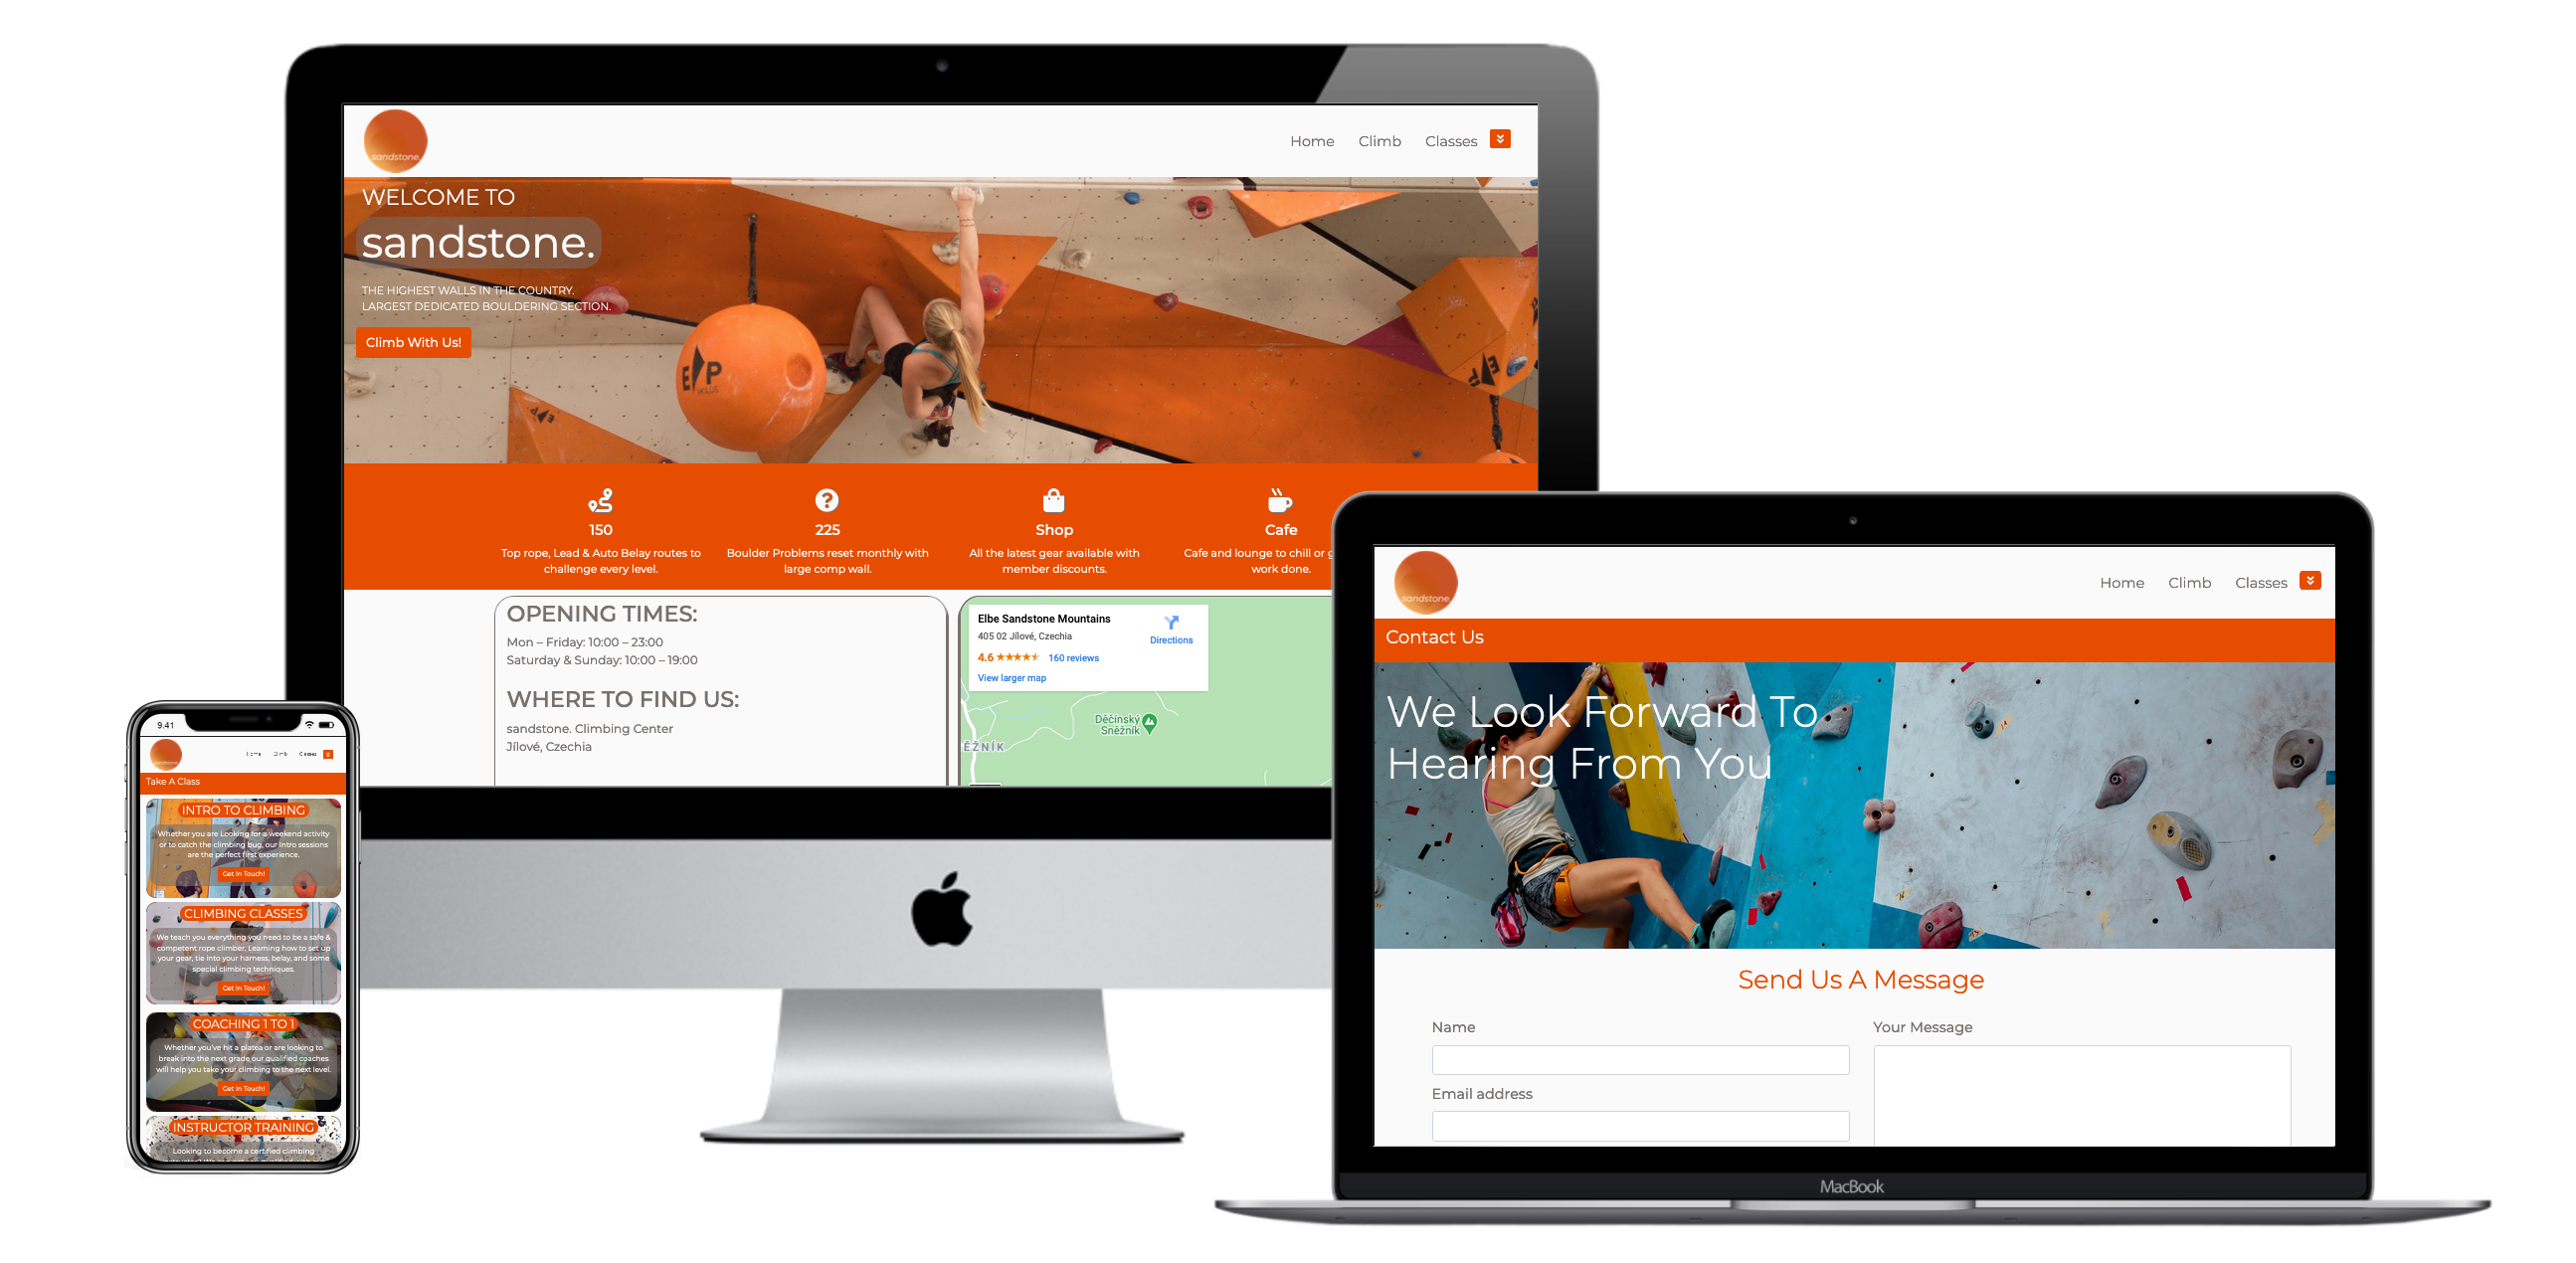 sandstone.
Home Climb Classes
WELCOME TO
sandstone.
THE HIGHEST WALLS IN THE COUNTRY.
LARGEST DEDICATED BOULDERING SECTION.
Climb With Us!
E P
150
Top rope, Lead & Auto Belay routes to
challenge every level.
225
Boulder Problems reset monthly with
large comp wall.
Shop
All the latest gear available with
member discounts.
Cafe
Cafe and lounge to chill or
work done.
OPENING TIMES:
Mon – Friday: 10:00 – 23:00
Saturday & Sunday: 10:00 – 19:00
WHERE TO FIND US:
sandstone. Climbing Center
Jílové, Czechia
Elbe Sandstone Mountains
405 02 Jílové, Czechia
4.6 160 reviews
View larger map
Directions
Děčínský
Sněžník
ĚŽNÍK
9.41
sandstone.
Take A Class
INTRO TO CLIMBING
Whether you are Looking for a weekend activity
or to catch the climbing bug, our intro sessions
are the perfect first experience.
Get In Touch!
CLIMBING CLASSES
We teach you everything you need to be a safe &
competent rope climber. Learning how to set up
your gear, tie into your harness, belay, and some
special climbing techniques.
Get In Touch!
COACHING 1 TO 1
Whether you've hit a platea or are looking to
break into the next grade our qualified coaches
will help you take your climbing to the next level.
Get In Touch!
INSTRUCTOR TRAINING
Looking to become a certified climbing
sandstone.
Home Climb Classes
Contact Us
We Look Forward To
Hearing From You
Send Us A Message
Name
Your Message
Email address
MacBook